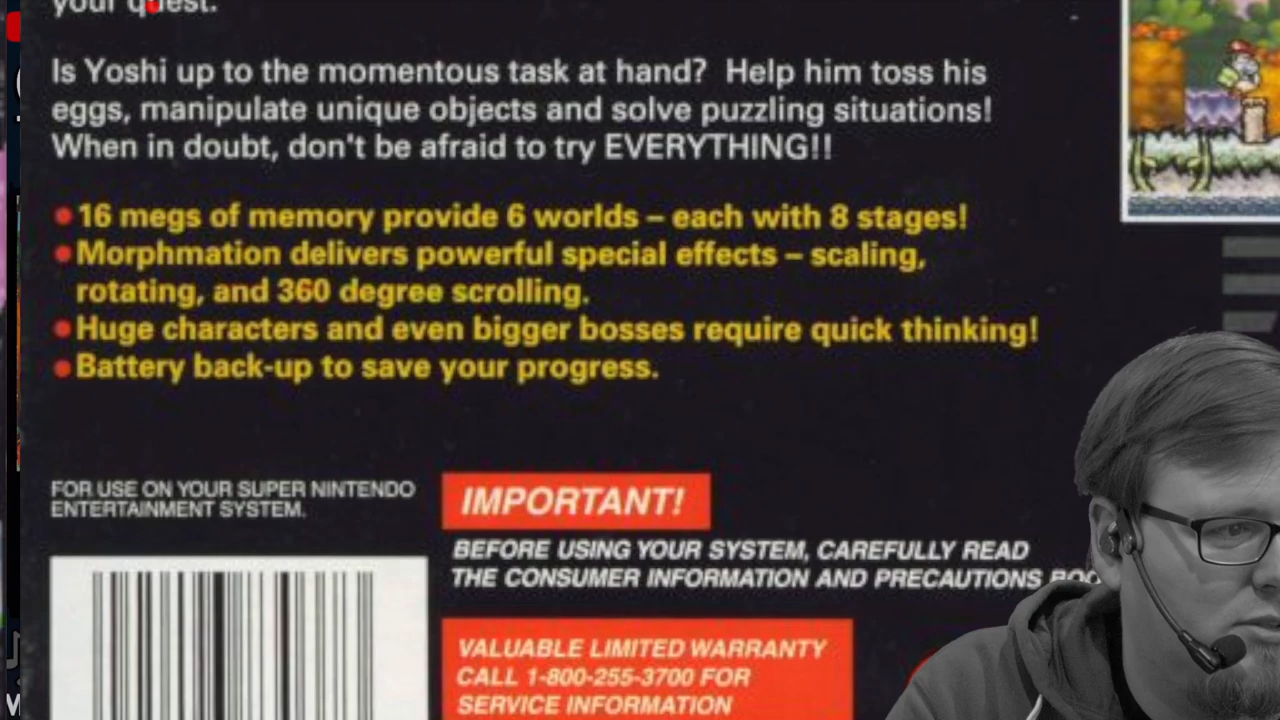 your quest.
Is Yoshi up to the momentous task at hand? Help him toss his
eggs, manipulate unique objects and solve puzzling situations!
When in doubt, don't be afraid to try EVERYTHING!!
•16 megs of memory provide 6 worlds – each with 8 stages!
•Morphmation delivers powerful special effects – scaling,
rotating, and 360 degree scrolling.
•Huge characters and even bigger bosses require quick thinking!
•Battery back-up to save your progress.
FOR USE ON YOUR SUPER NINTENDO
ENTERTAINMENT SYSTEM.
IMPORTANT!
BEFORE USING YOUR SYSTEM, CAREFULLY READ
THE CONSUMER INFORMATION AND PRECAUTIONS
VALUABLE LIMITED WARRANTY
CALL 1-800-255-3700 FOR
SERVICE INFORMATION